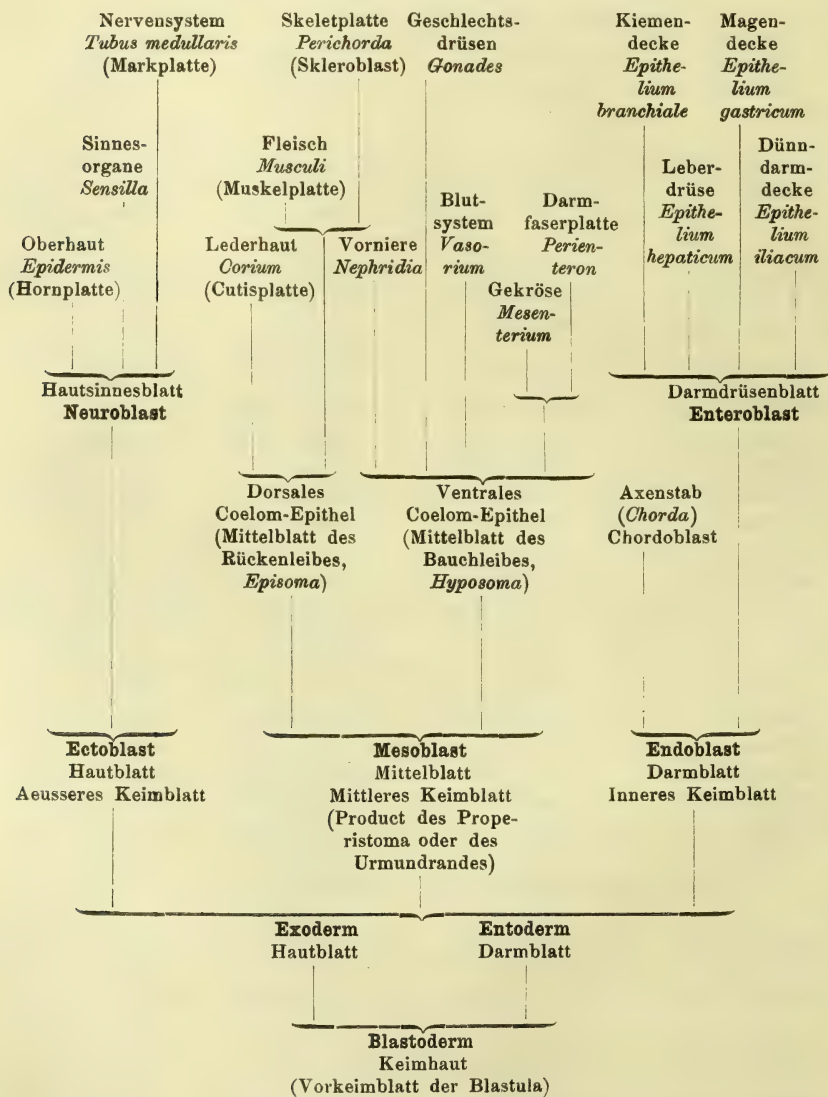 Nervensystem
Tubus medullaris
(Markplatte)
Skeletplatte
Perichorda
(Skleroblast)
Geschlechts-
drüsen
Gonades
Kiemen-
decke
Epithe-
lium
branchiale
Magen-
decke
Epithe-
lium
gastricum
Sinnes-
organe
Sensilla
Fleisch
Musculi
(Muskelplatte)
Blut-
system
Vaso-
rium
Darm-
faserplatte
Perien-
teron
Leber-
drüse
Epithe-
lium
hepaticum
Dünn-
darm-
decke
Epithe-
lium
iliacum
Oberhaut
Epidermis
(Hornplatte)
Lederhaut
Corium
(Cutisplatte)
Vorniere
Nephridia
Gekröse
Mesen-
terium
Hautsinnesblatt
Neuroblast
Darmdrüsenblatt
Enteroblast
Dorsales
Coelom-Epithel
(Mittelblatt des
Rückenleibes,
Episoma)
Ventrales
Coelom-Epithel
(Mittelblatt des
Bauchleibes,
Hyposoma)
Axenstab
(Chorda)
Chordoblast
Ectoblast
Hautblatt
Aeusseres Keimblatt
Mesoblast
Mittelblatt
Mittleres Keimblatt
(Product des Prope-
ristoma oder des
Urmundrandes)
Endoblast
Darmblatt
Inneres Keimblatt
Exoderm
Hautblatt
Entoderm
Darmblatt
Blastoderm
Keimhaut
(Vorkeimblatt der Blastula)